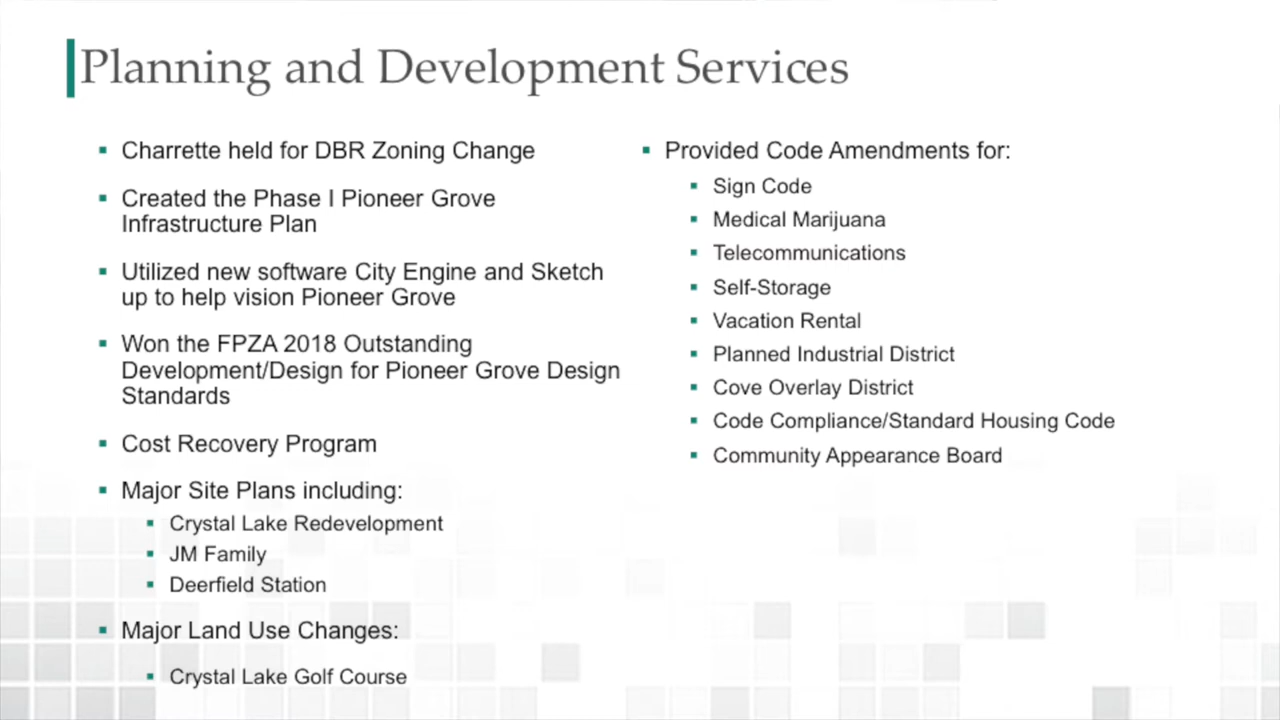 Planning and Development Services
Charrette held for DBR Zoning Change
Created the Phase I Pioneer Grove
Infrastructure Plan
Utilized new software City Engine and Sketch
up to help vision Pioneer Grove
Won the FPZA 2018 Outstanding
Development/Design for Pioneer Grove Design
Standards
Cost Recovery Program
Major Site Plans including:
Crystal Lake Redevelopment
JM Family
Deerfield Station
Major Land Use Changes:
Crystal Lake Golf Course
Provided Code Amendments for:
Sign Code
Medical Marijuana
Telecommunications
Self-Storage
Vacation Rental
Planned Industrial District
Cove Overlay District
Code Compliance/Standard Housing Code
Community Appearance Board